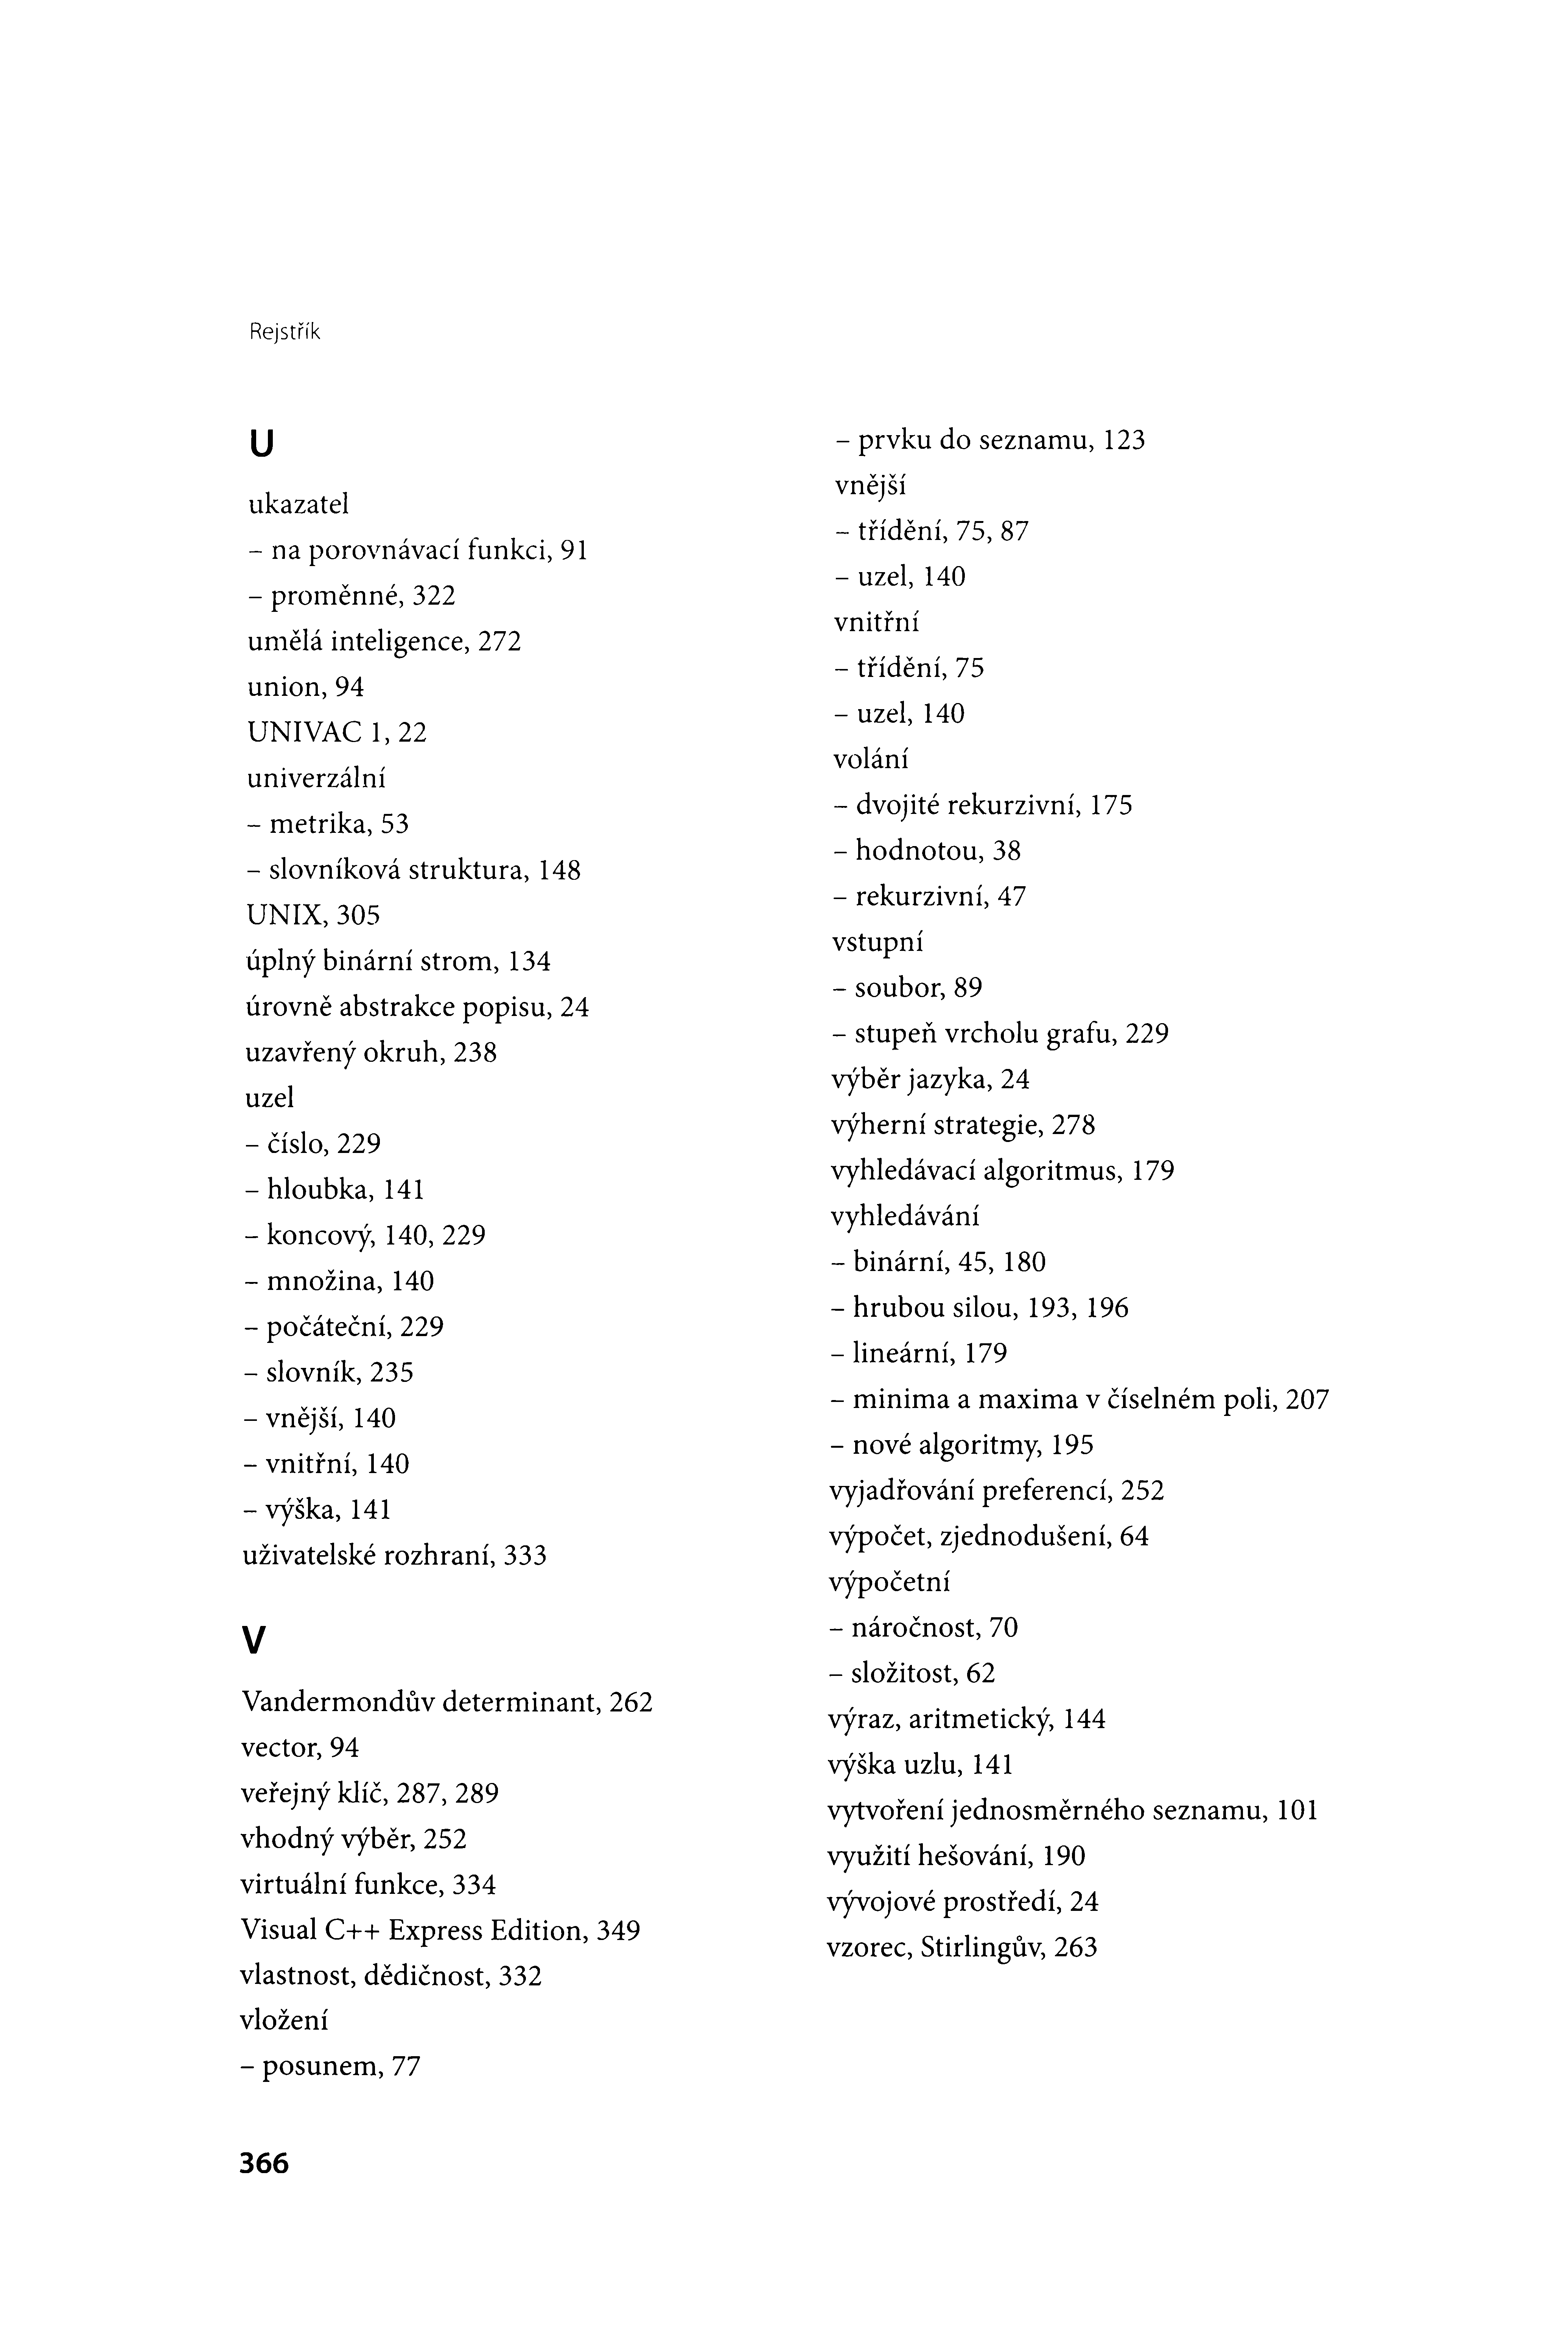 Rejstřík
U
ukazatel
– na porovnávací funkci, 91
– proměnné, 322
umělá inteligence, 272
union, 94
UNIVAC 1, 22
univerzální
– metrika, 53
– slovníková struktura, 148
UNIX, 305
úplný binární strom, 134
úrovně abstrakce popisu, 24
uzavřený okruh, 238
uzel
– číslo, 229
– hloubka, 141
– koncový, 140, 229
– množina, 140
– počáteční, 229
– slovník, 235
– vnější, 140
– vnitřní, 140
– výška, 141
uživatelské rozhraní, 333
V
Vandermondův determinant, 262
vector, 94
veřejný klíč, 287, 289
vhodný výběr, 252
virtuální funkce, 334
Visual C++ Express Edition, 349
vlastnost, dědičnost, 332
vložení
– posunem, 77
– prvku do seznamu, 123
vnější
– třídění, 75, 87
– uzel, 140
vnitřní
– třídění, 75
– uzel, 140
volání
– dvojité rekurzivní, 175
– hodnotou, 38
– rekurzivní, 47
vstupní
– soubor, 89
– stupeň vrcholu grafu, 229
výběr jazyka, 24
výherní strategie, 278
vyhledávací algoritmus, 179
vyhledávání
– binární, 45, 180
– hrubou silou, 193, 196
– lineární, 179
– minima a maxima v číselném poli, 207
– nové algoritmy, 195
vyjadřování preferencí, 252
výpočet, zjednodušení, 64
výpočetní
– náročnost, 70
– složitost, 62
výraz, aritmetický, 144
výška uzlu, 141
vytvoření jednosměrného seznamu, 101
využití hešování, 190
vývojové prostředí, 24
vzorec, Stirlingův, 263
366